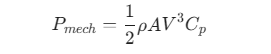 $P_{mech} = \frac{1}{2} \rho A V^3 C_p$